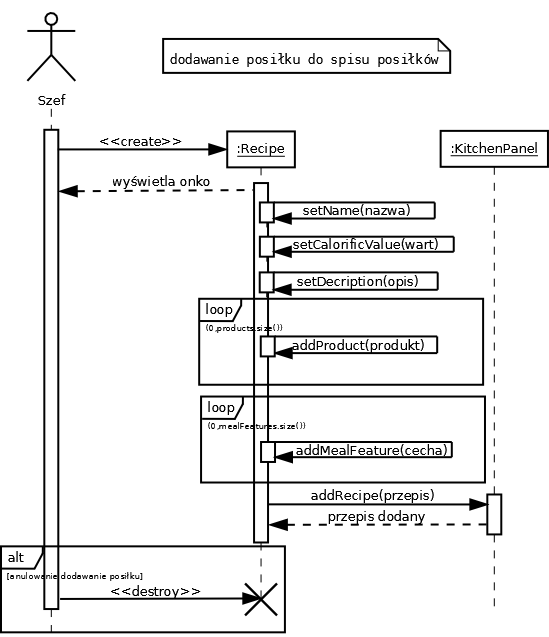 dodawanie posiłku do spisu posiłków
Szef
<<create>>
:Recipe
:KitchenPanel
wyświetla onko
setName(nazwa)
setCalorificValue(wart)
setDecription(opis)
loop
(0,products.size())
addProduct(produkt)
loop
(0,mealFeatures.size())
addMealFeature(cecha)
addRecipe(przepis)
przepis dodany
alt
[anulowanie dodawanie posiłku]
<<destroy>>